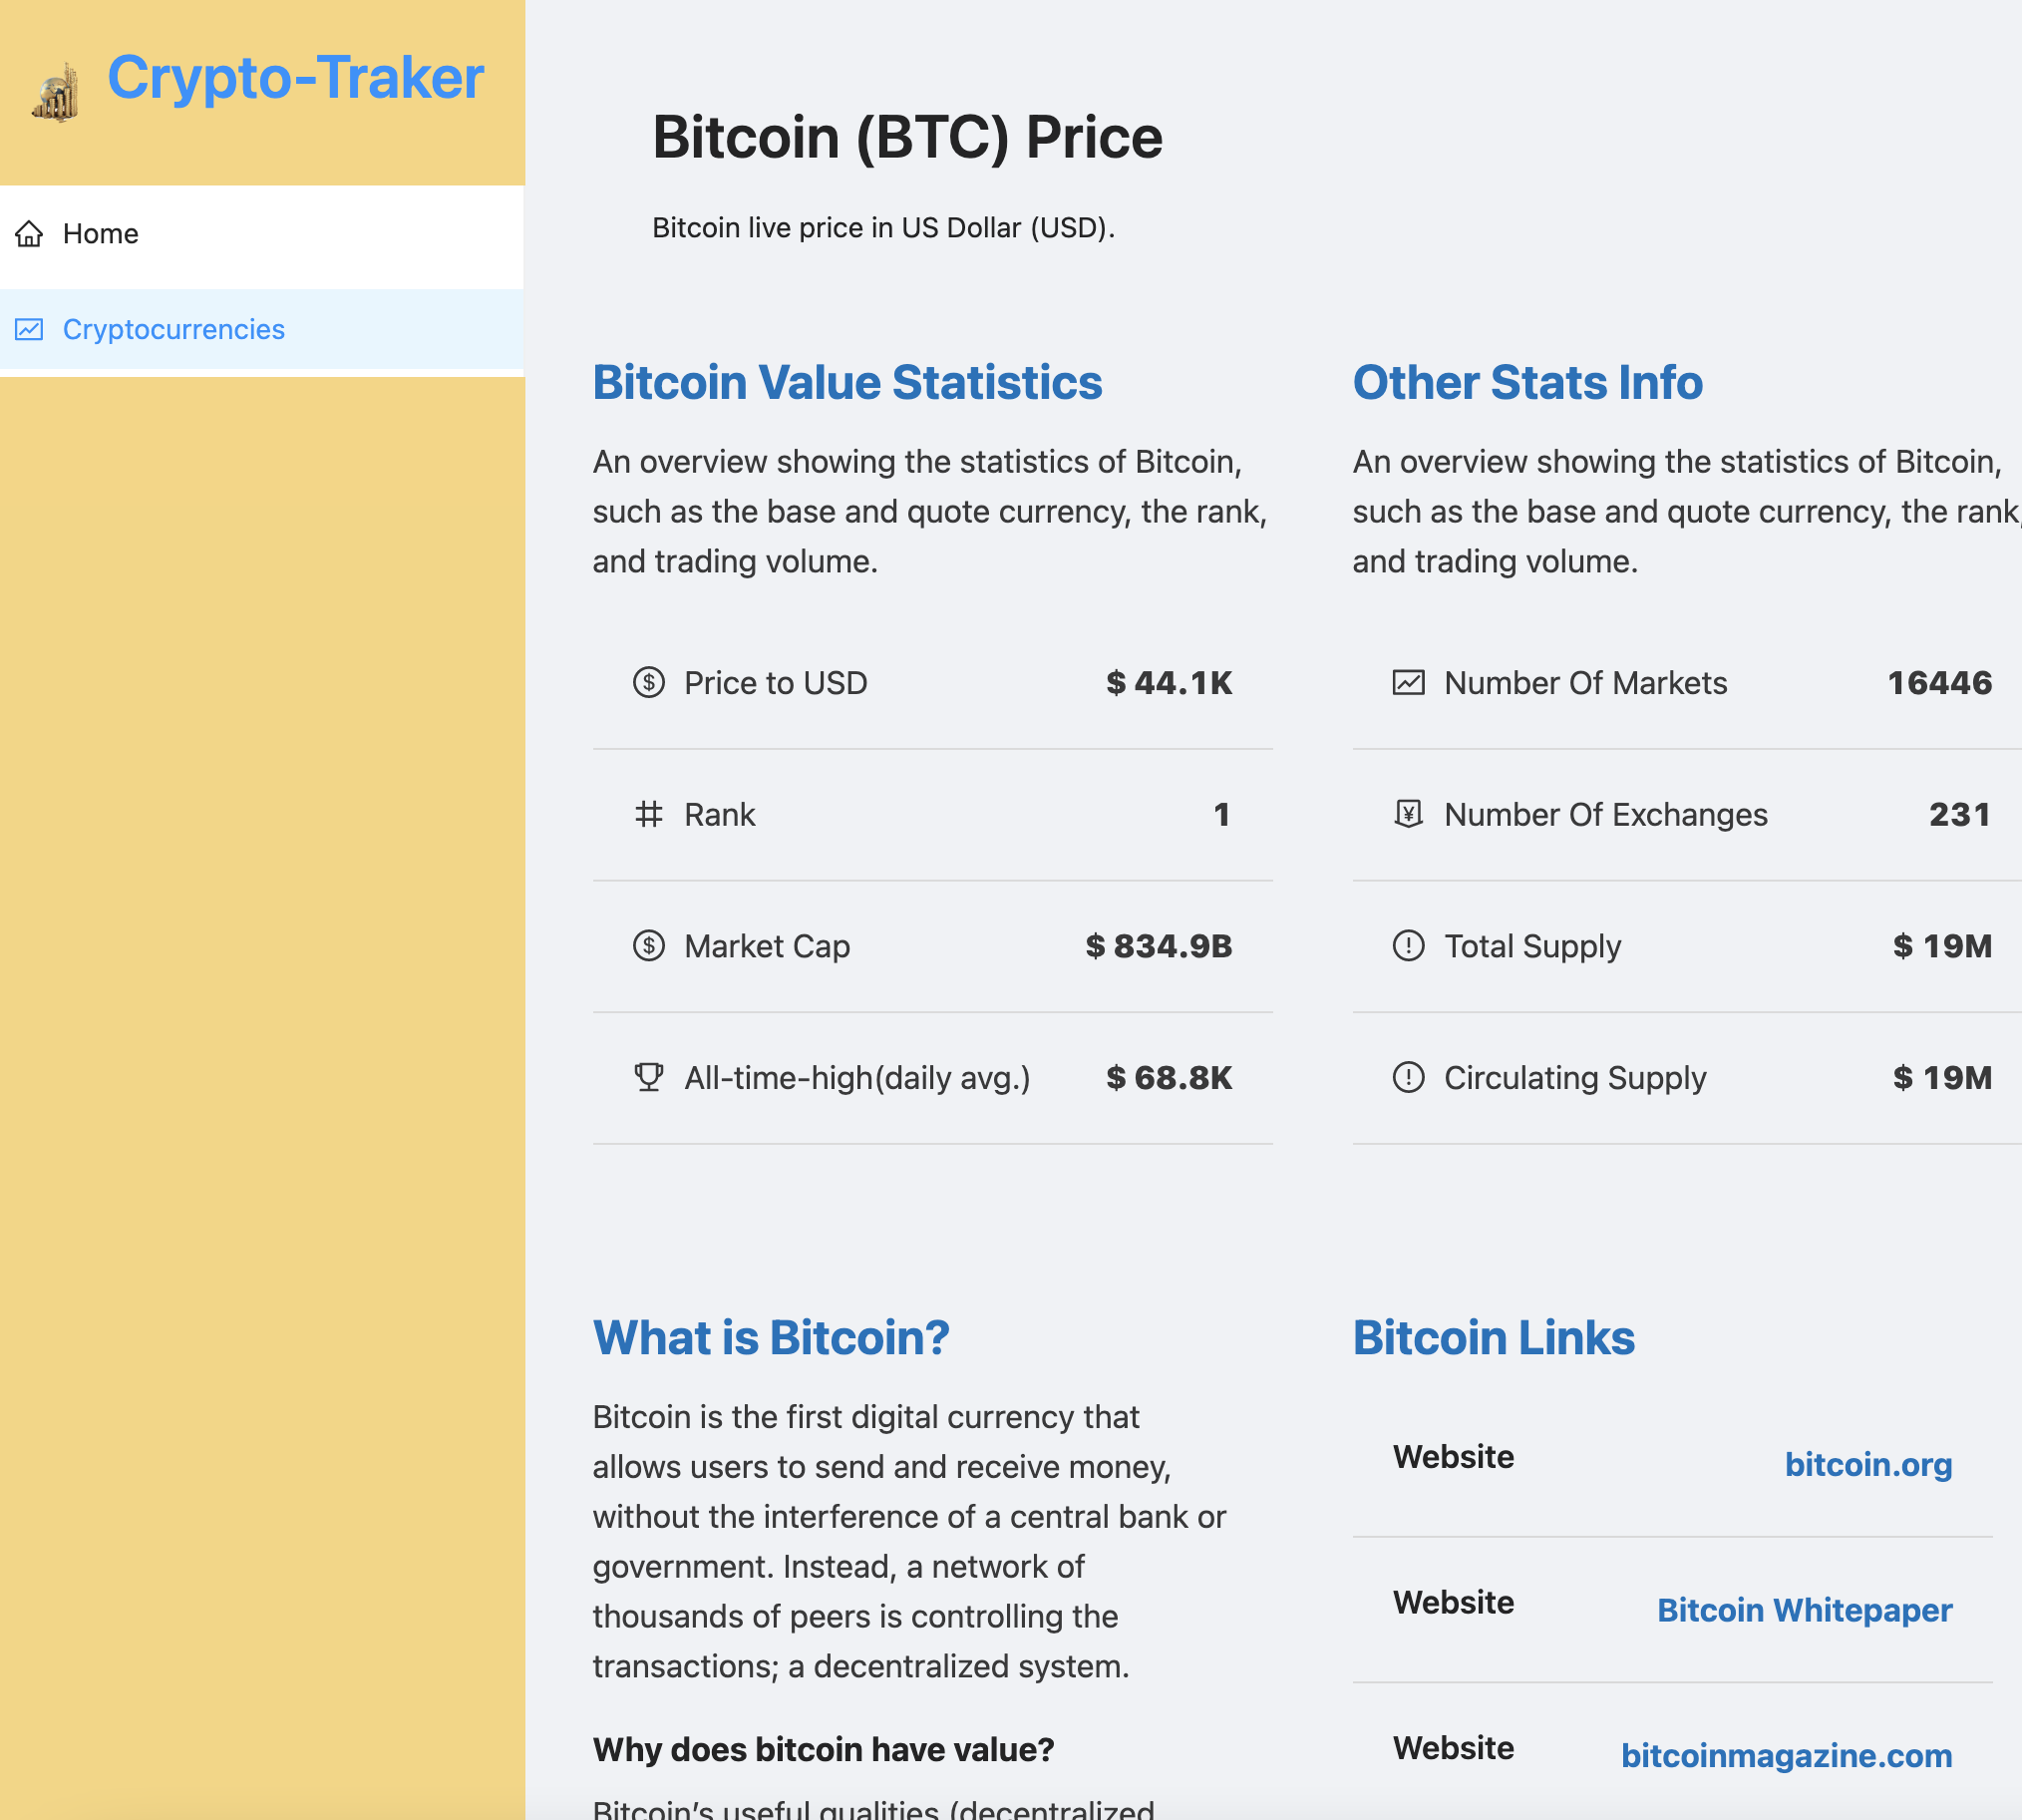 Crypto-Traker
Home
Cryptocurrencies
Bitcoin (BTC) Price
Bitcoin live price in US Dollar (USD).
Bitcoin Value Statistics
An overview showing the statistics of Bitcoin,
such as the base and quote currency, the rank,
and trading volume.
Price to USD $ 44.1K
Rank 1
Market Cap $ 834.9B
All-time-high(daily avg.) $ 68.8K
Other Stats Info
An overview showing the statistics of Bitcoin,
such as the base and quote currency, the rank,
and trading volume.
Number Of Markets 16446
Number Of Exchanges 231
Total Supply $ 19M
Circulating Supply $ 19M
What is Bitcoin?
Bitcoin is the first digital currency that
allows users to send and receive money,
without the interference of a central bank or
government. Instead, a network of
thousands of peers is controlling the
transactions; a decentralized system.
Why does bitcoin have value?
Bitcoin’s useful qualities (decentralized
Bitcoin Links
Website bitcoin.org
Website Bitcoin Whitepaper
Website bitcoinmagazine.com